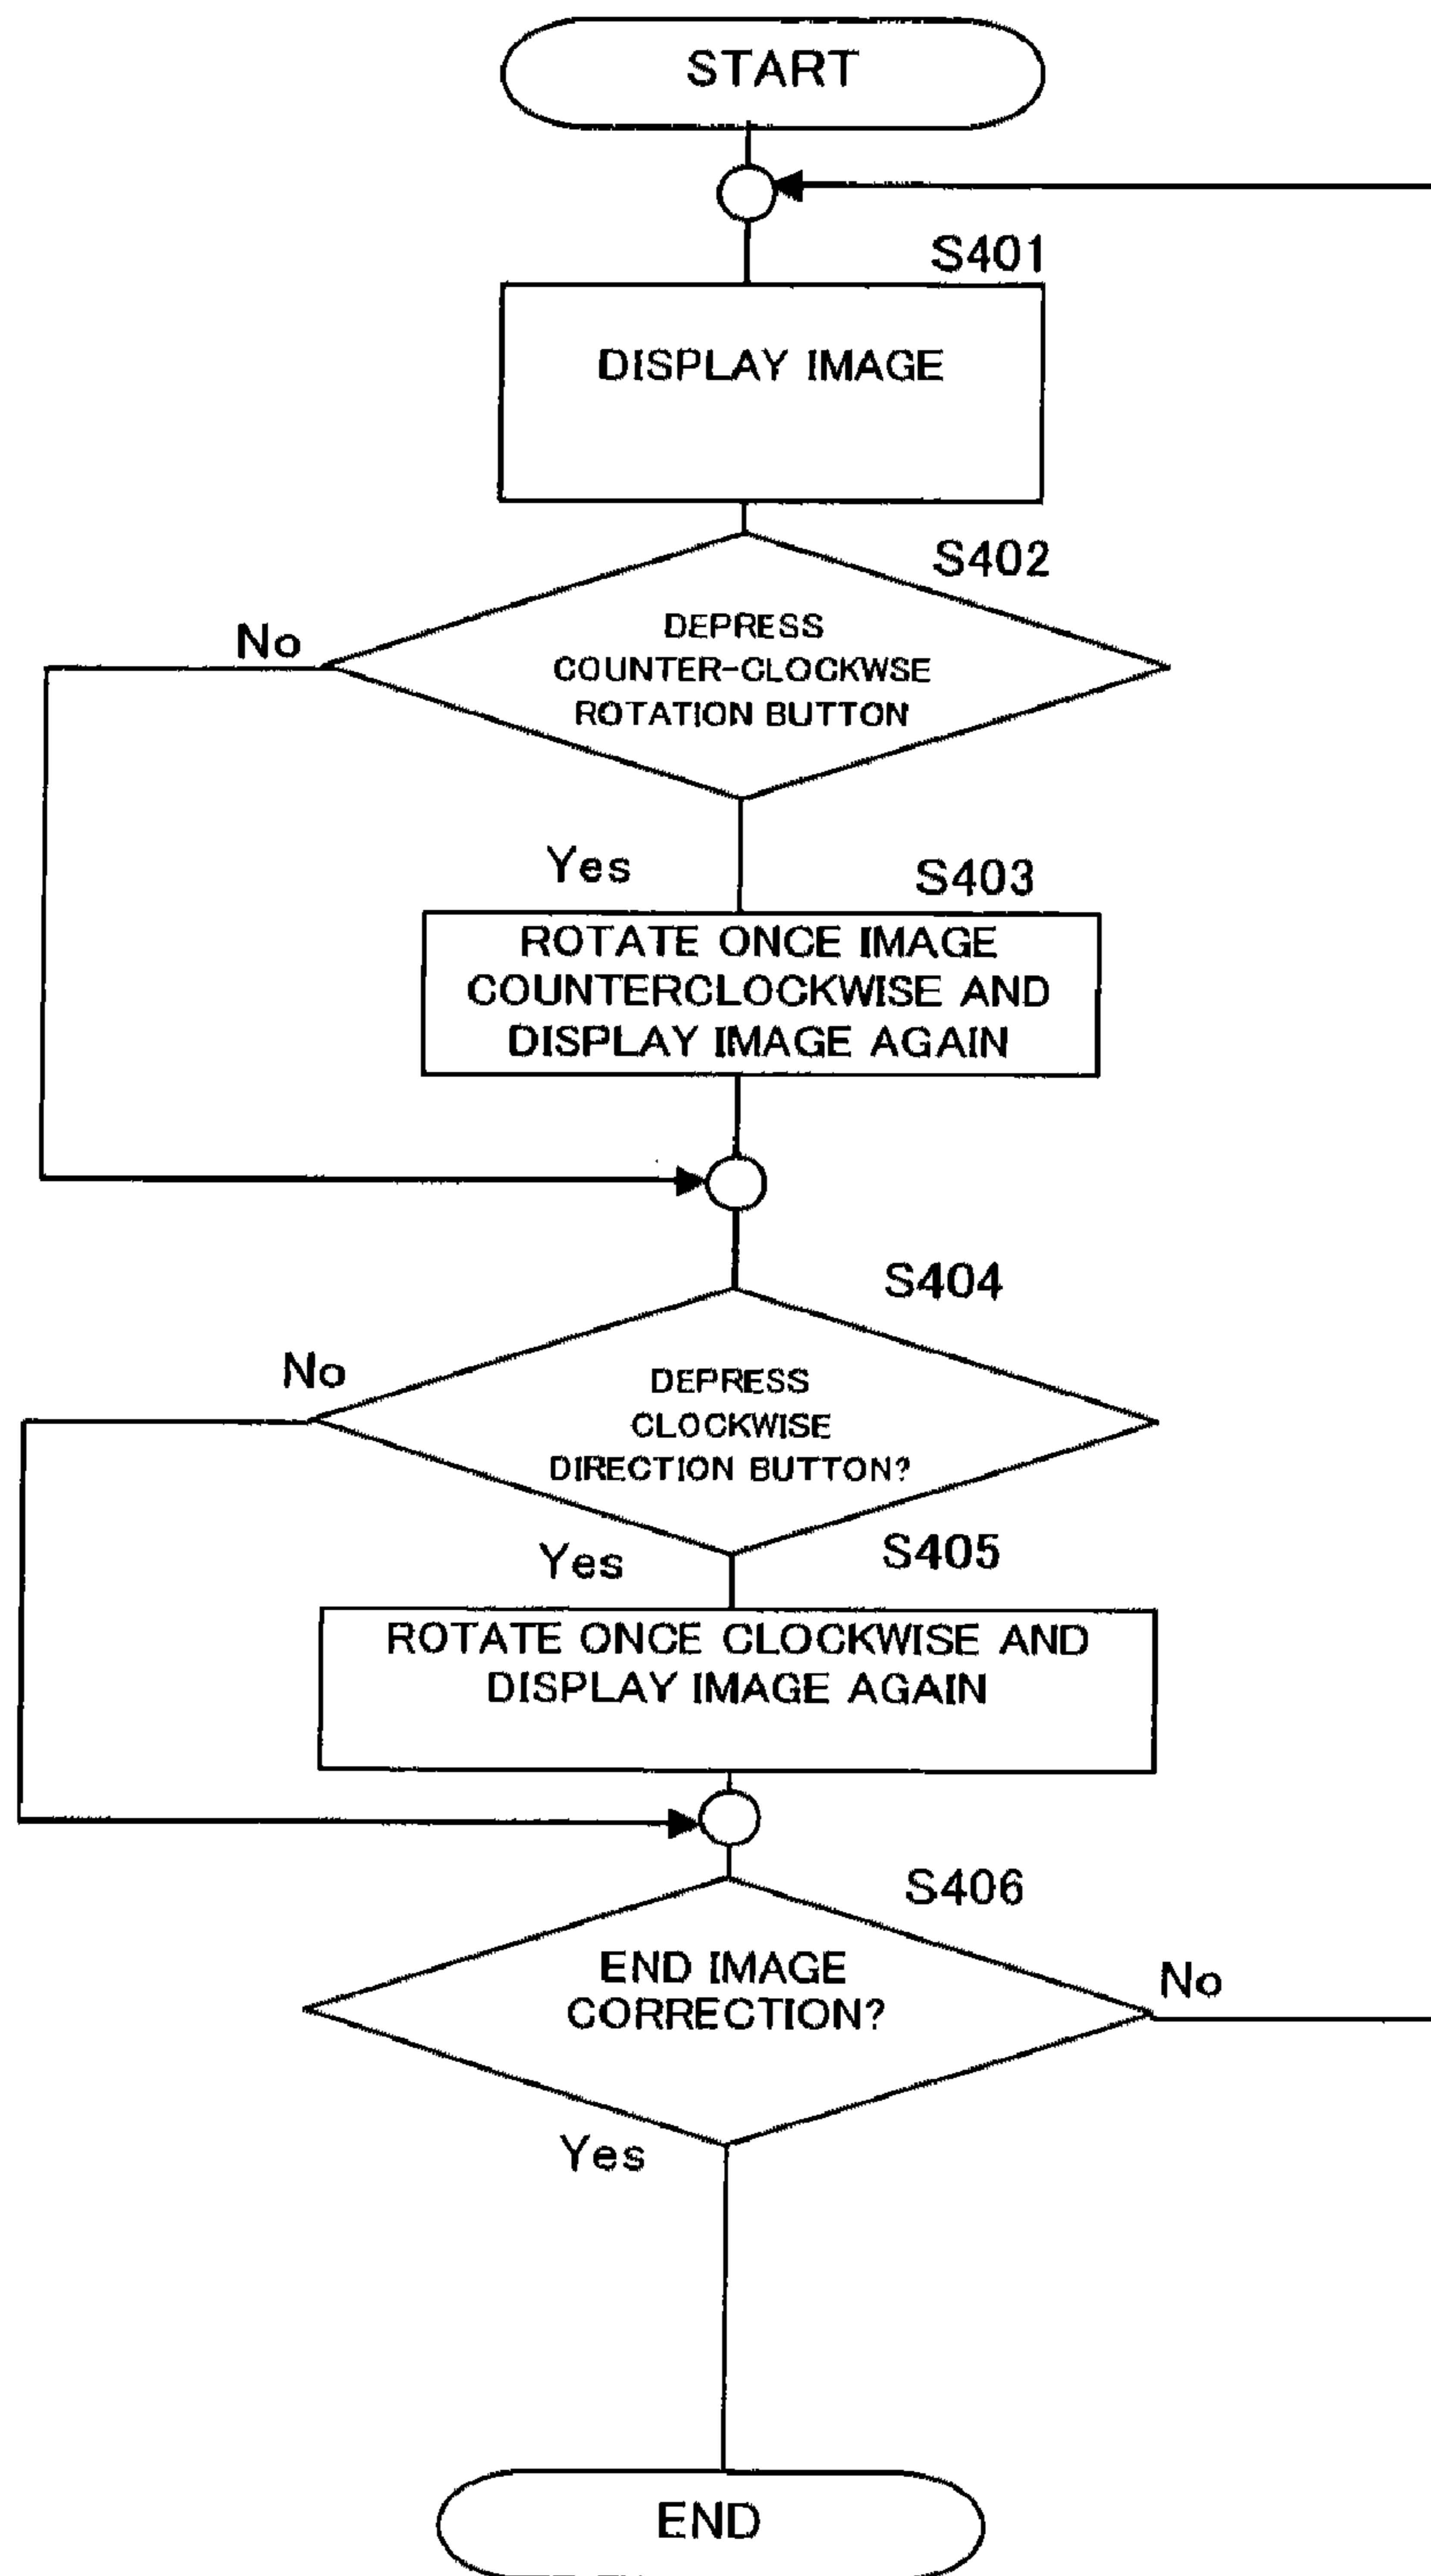 START
S401
DISPLAY IMAGE
S402
No
DEPRESS
COUNTER-CLOCKWSE
ROTATION BUTTON
Yes
S403
ROTATE ONCE IMAGE
COUNTERCLOCKWISE AND
DISPLAY IMAGE AGAIN
S404
No
DEPRESS
CLOCKWISE
DIRECTION BUTTON?
Yes
S405
ROTATE ONCE CLOCKWISE AND
DISPLAY IMAGE AGAIN
S406
END IMAGE
CORRECTION?
No
Yes
END